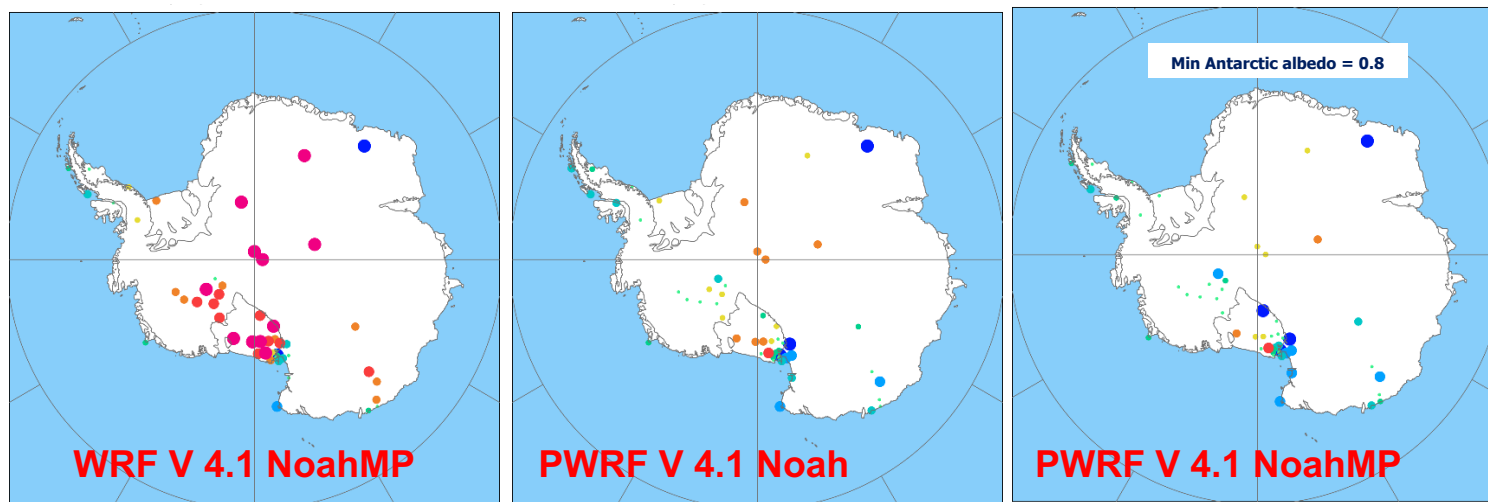 Min Antarctic albedo = 0.8
WRF V 4.1 NoahMP
PWRF V 4.1 Noah
PWRF V 4.1 NoahMP